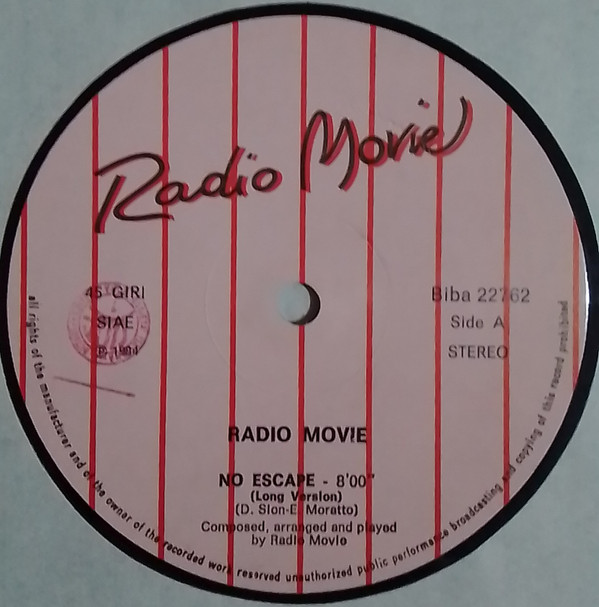 Radio Movie
45 GIRI
SIAE
℗ 1984
Biba 22762
Side A
STEREO
RADIO MOVIE
NO ESCAPE - 8'00"
(Long Version)
(D. Sion-E. Moratto)
Composed, arranged and played
by Radio Movie
all rights of the manufacturer and of the owner of the recorded work reserved unauthorized public performance broadcasting and copying of this record prohibited